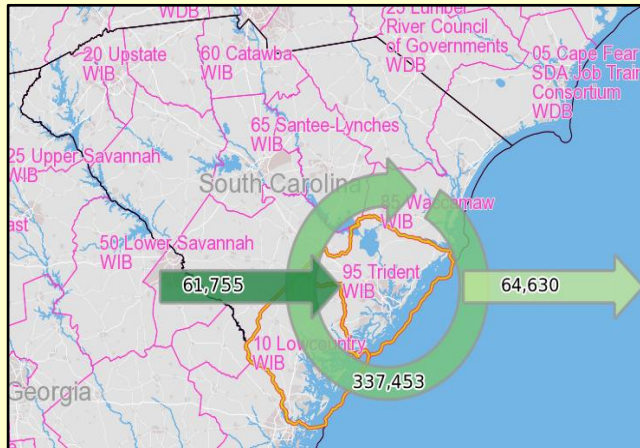 WDB
25 Lumber
River Council
of Governments
WDB
20 Upstate
WIB
60 Catawba
WIB
05 Cape Fear
SDA Job Train
Consortium
WDB
65 Santee-Lynches
WIB
25 Upper Savannah
WIB
South Carolina
85 Waccamaw
WIB
ast
50 Lower Savannah
WIB
95 Trident
WIB
61,755
64,630
10 Lowcountry
WIB
337,453
Georgia